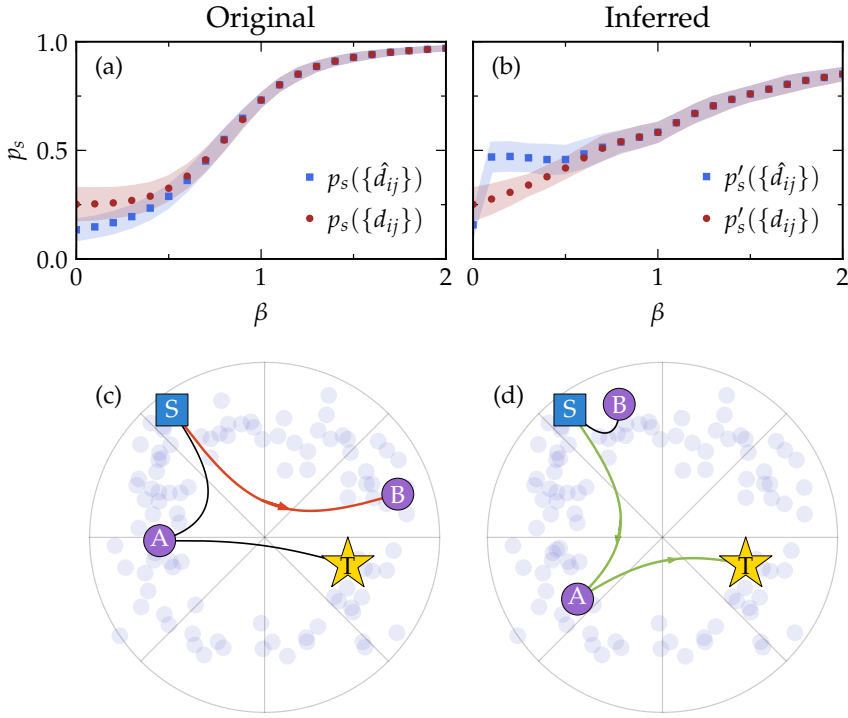 Original Inferred
(a) (b)
1.0
p_s
0.5
0.0
p_s({d̂_ij})
p_s({d_ij})
p′_s({d̂_ij})
p′_s({d_ij})
0 1 2 0 1 2
β β
(c) (d)
S S B
B
A
T T
A